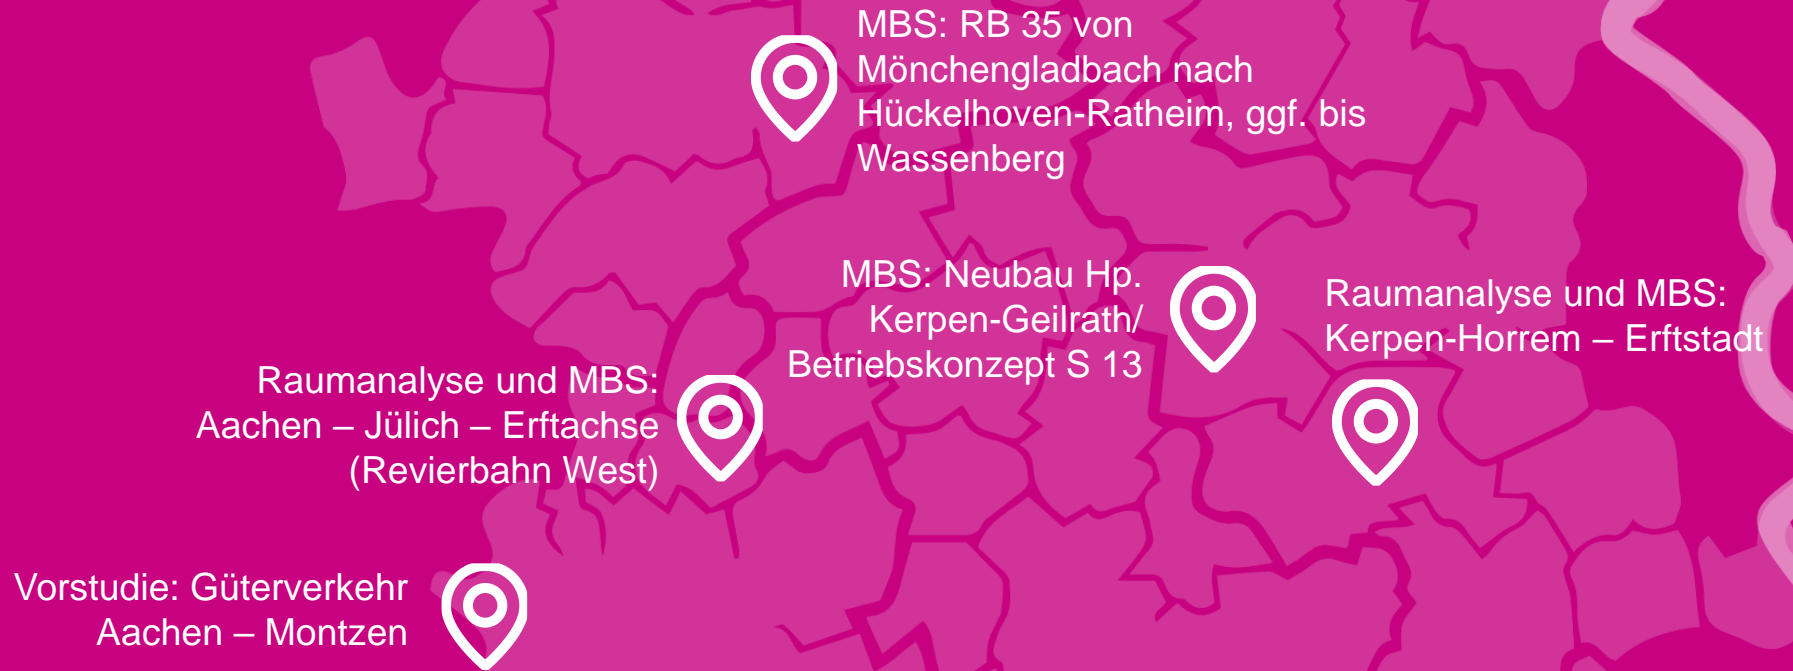 MBS: RB 35 von
Mönchengladbach nach
Hückelhoven-Ratheim, ggf. bis
Wassenberg
MBS: Neubau Hp.
Kerpen-Geilrath/
Betriebskonzept S 13
Raumanalyse und MBS:
Kerpen-Horrem – Erftstadt
Raumanalyse und MBS:
Aachen – Jülich – Erftachse
(Revierbahn West)
Vorstudie: Güterverkehr
Aachen – Montzen